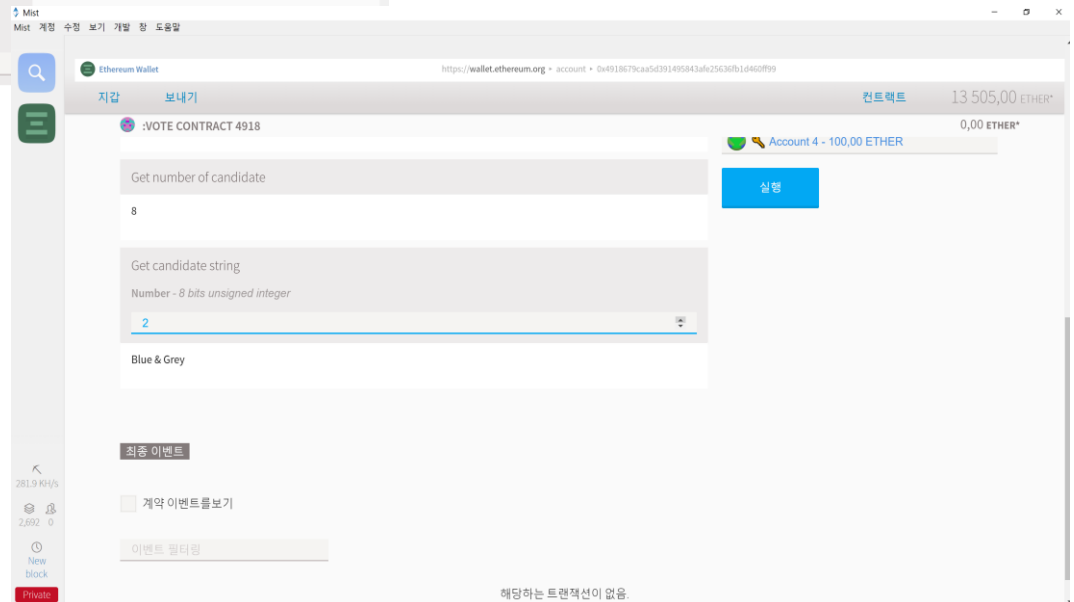 Mist
Mist 계정 수정 보기 개발 창 도움말
Ethereum Wallet
https://wallet.ethereum.org • account • 0x4918679caa5d391495843afe25636fb1d460ff99
지갑 보내기 컨트랙트 13 505,00 ETHER*
:VOTE CONTRACT 4918 0,00 ETHER*
Account 4 - 100,00 ETHER
Get number of candidate
실행
8
Get candidate string
Number - 8 bits unsigned integer
2
Blue & Grey
최종 이벤트
281.9 KH/s
계약 이벤트를보기
2,692 0
이벤트 필터링
New
block
Private
해당하는 트랜잭션이 없음.